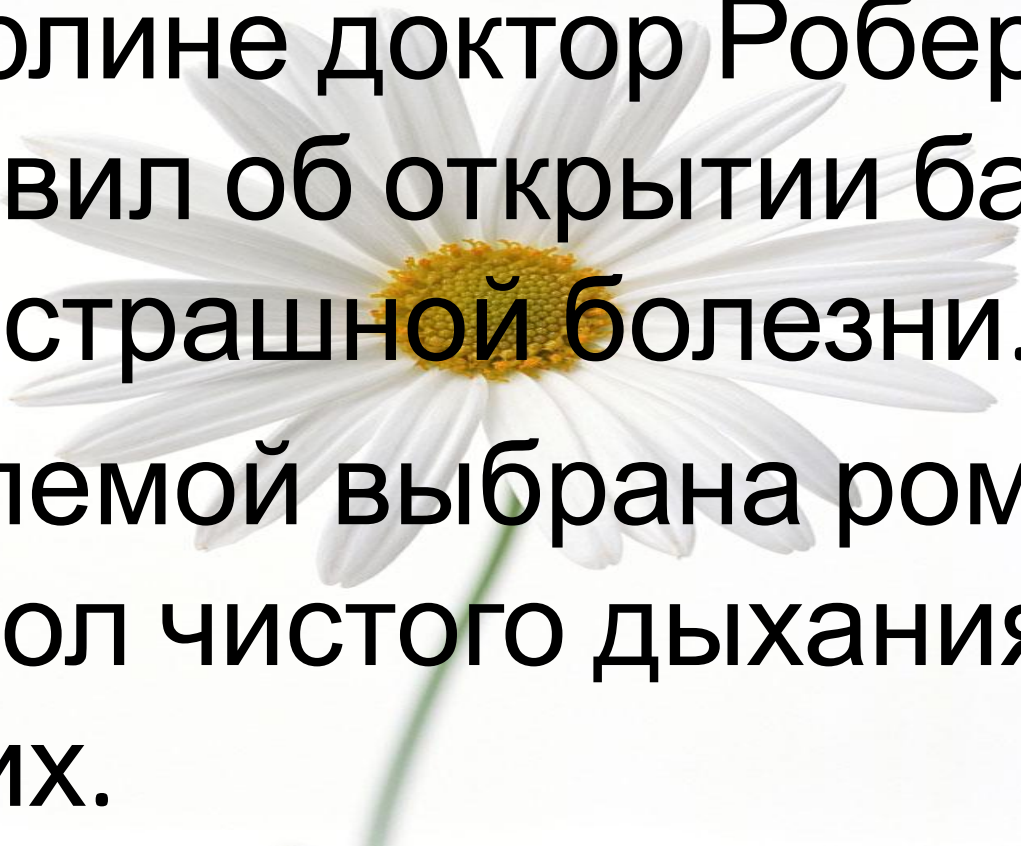 олине доктор Робер
вил об открытии ба
страшной болезни.
лемой выбрана ром
ол чистого дыхания
их.